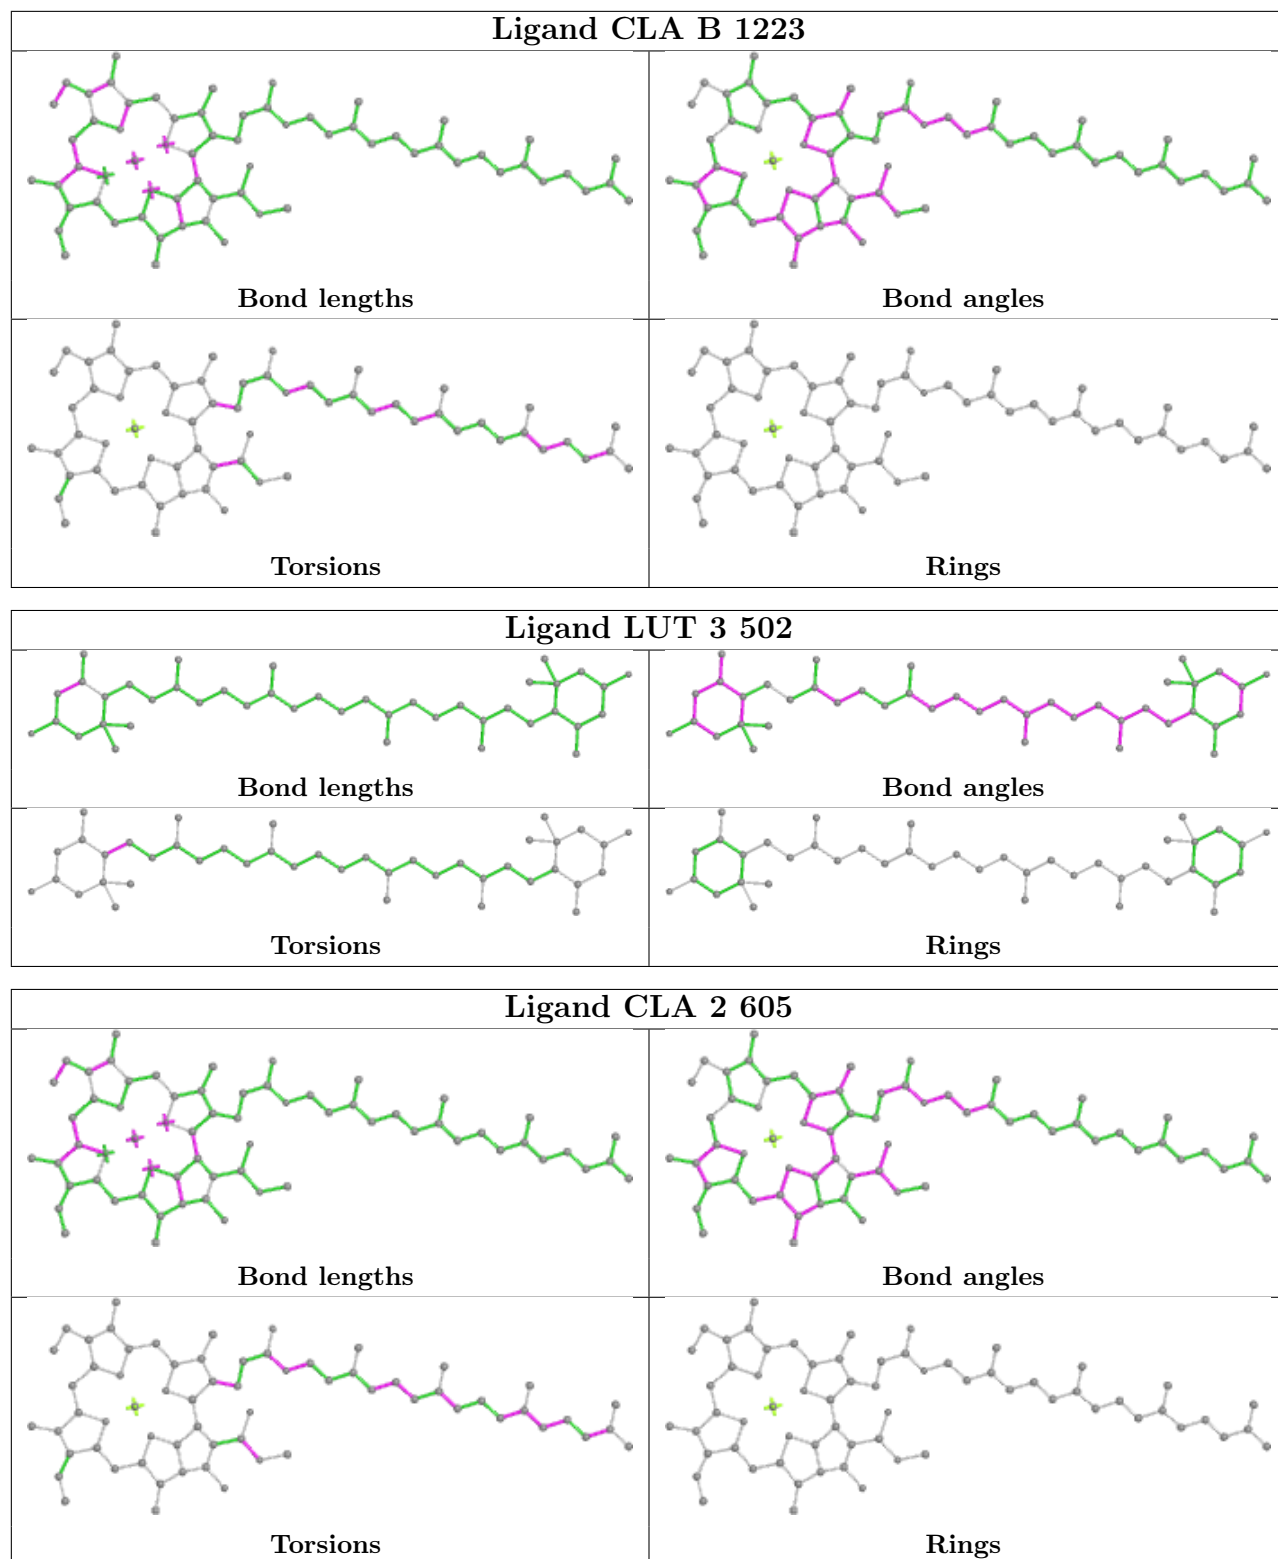 Ligand CLA B 1223
Bond lengths
Bond angles
Torsions
Rings
Ligand LUT 3 502
Bond lengths
Bond angles
Torsions
Rings
Ligand CLA 2 605
Bond lengths
Bond angles
Torsions
Rings